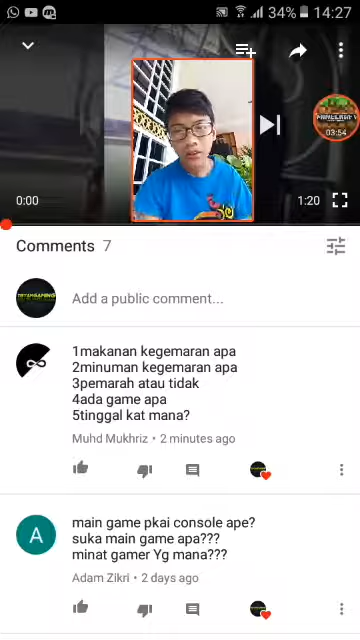 34% 14:27
03:54
0:00
1:20
Comments 7
Add a public comment...
1makanan kegemaran apa
2minuman kegemaran apa
3pemarah atau tidak
4ada game apa
5tinggal kat mana?
Muhd Mukhriz • 2 minutes ago
A
main game pkai console ape?
suka main game apa???
minat gamer Yg mana???
Adam Zikri • 2 days ago